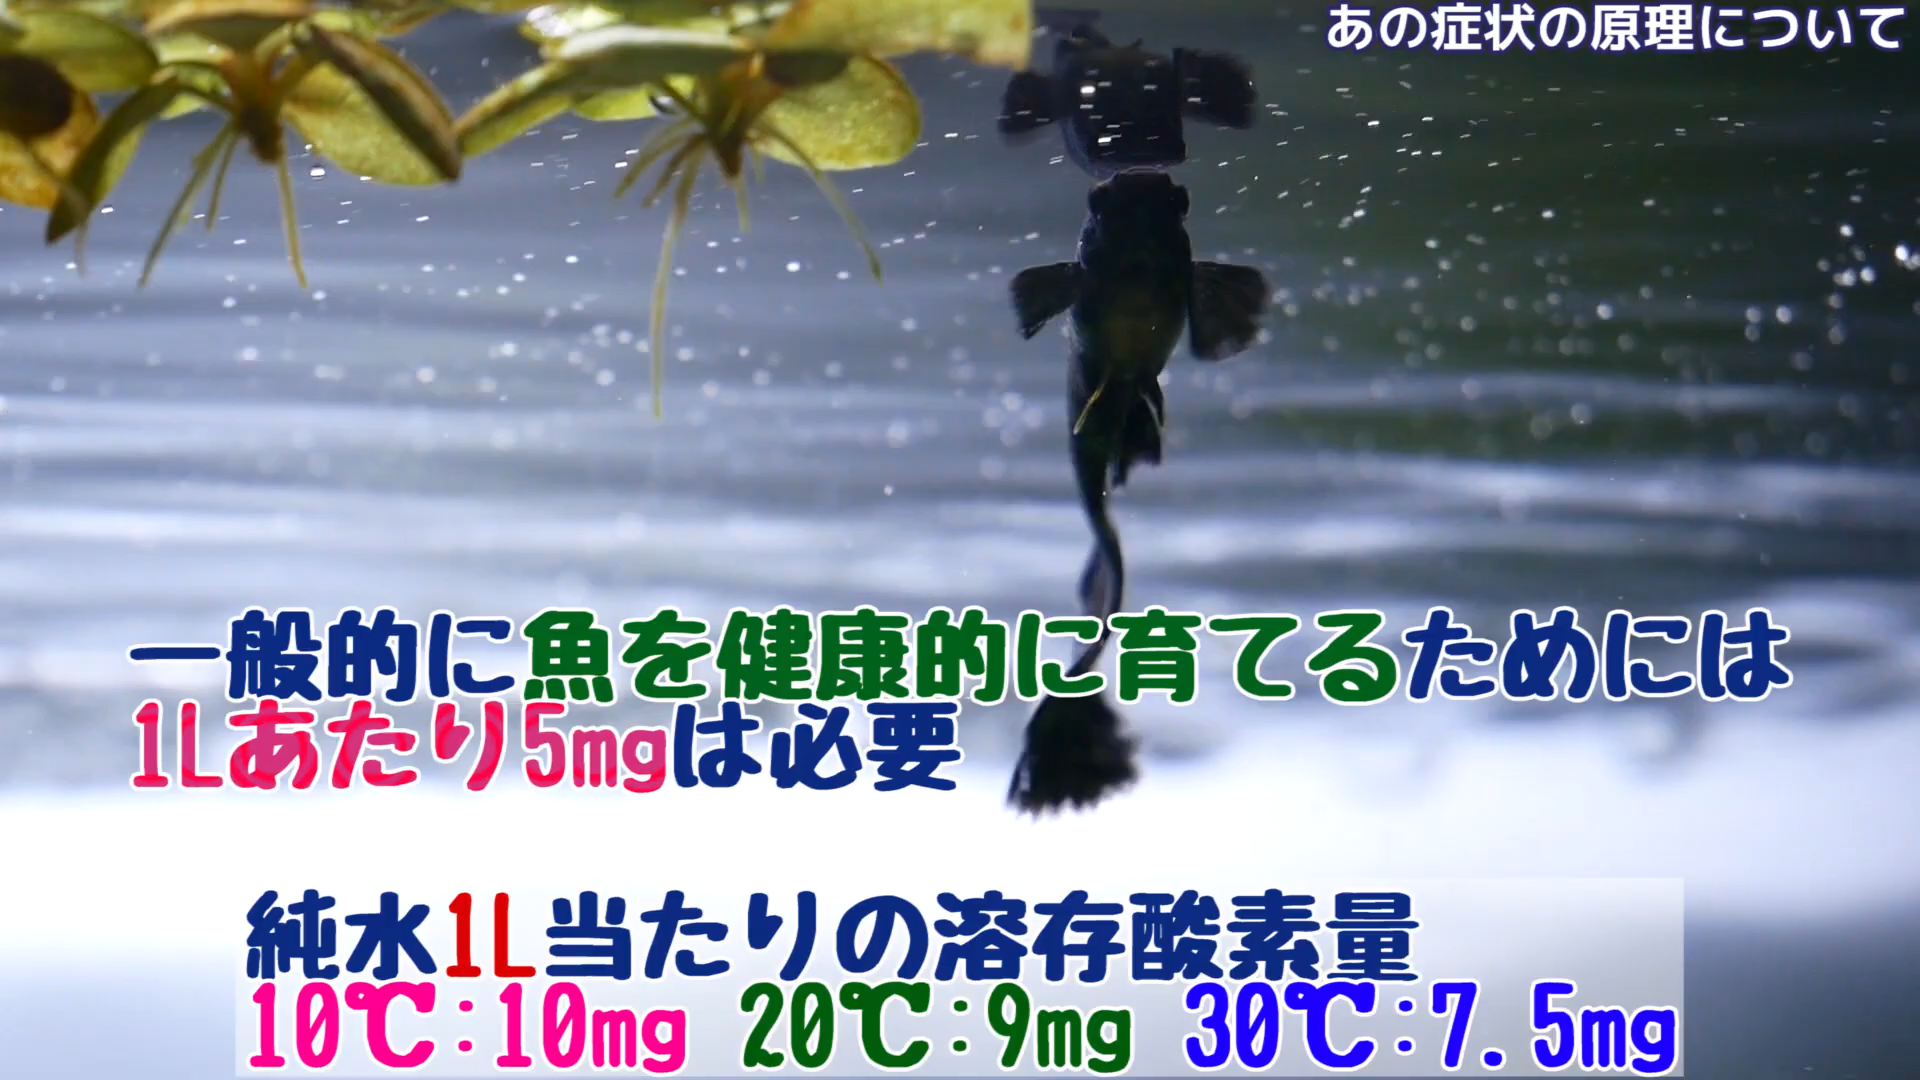 あの症状の原理について
一般的に魚を健康的に育てるためには
1Lあたり5mgは必要
純水1L当たりの溶存酸素量
10℃:10mg 20℃:9mg 30℃:7.5mg